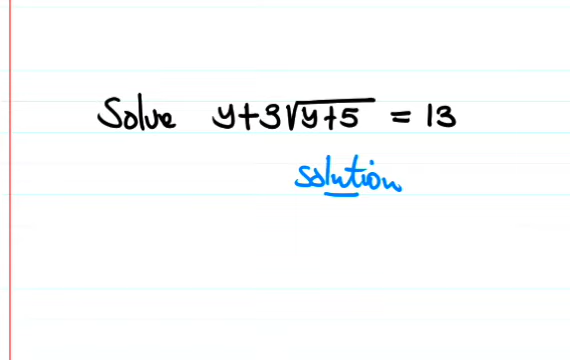 Solve y+3√(y+5) = 13
solution